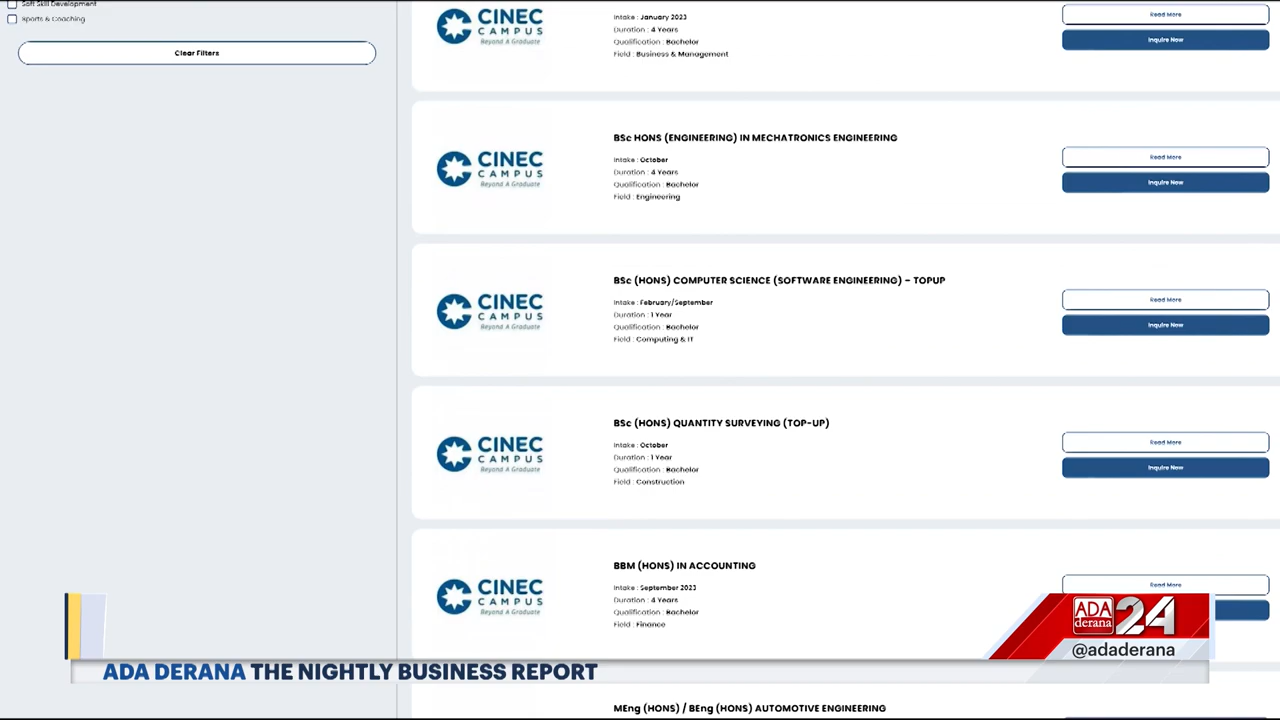 Soft Skill Development
Sports & Coaching
Clear Filters
CINEC
CAMPUS
Beyond A Graduate
Intake : January 2023
Duration : 4 Years
Qualification : Bachelor
Field : Business & Management
Read More
Inquire Now
CINEC
CAMPUS
Beyond A Graduate
BSc HONS (ENGINEERING) IN MECHATRONICS ENGINEERING
Intake : October
Duration : 4 Years
Qualification : Bachelor
Field : Engineering
Read More
Inquire Now
CINEC
CAMPUS
Beyond A Graduate
BSc (HONS) COMPUTER SCIENCE (SOFTWARE ENGINEERING) – TOPUP
Intake : February/September
Duration : 1 Year
Qualification : Bachelor
Field : Computing & IT
Read More
Inquire Now
CINEC
CAMPUS
Beyond A Graduate
BSc (HONS) QUANTITY SURVEYING (TOP-UP)
Intake : October
Duration : 1 Year
Qualification : Bachelor
Field : Construction
Read More
Inquire Now
CINEC
CAMPUS
Beyond A Graduate
BBM (HONS) IN ACCOUNTING
Intake : September 2023
Duration : 4 Years
Qualification : Bachelor
Field : Finance
Read More
ADA
derana 24
@adaderana
ADA DERANA THE NIGHTLY BUSINESS REPORT
MEng (HONS) / BEng (HONS) AUTOMOTIVE ENGINEERING